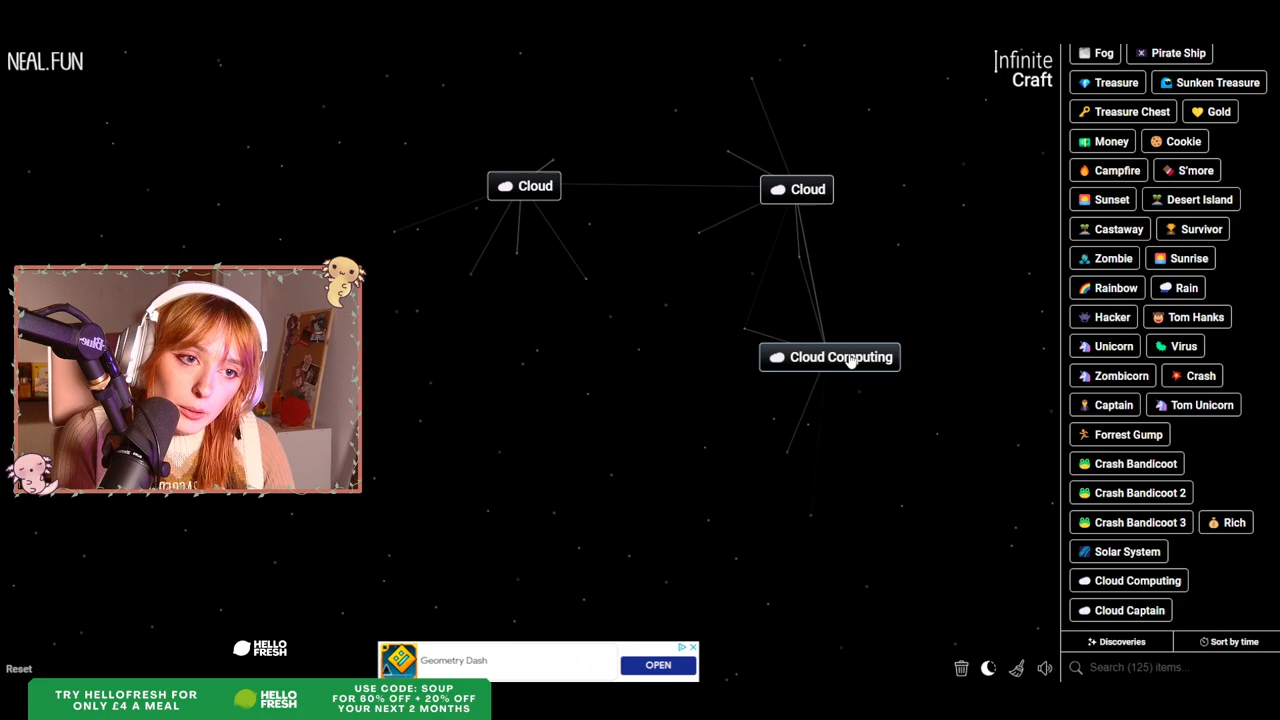 NEAL.FUN
Infinite
Craft
Cloud
Cloud
Cloud Computing
Fog
Pirate Ship
Treasure
Sunken Treasure
Treasure Chest
Gold
Money
Cookie
Campfire
S'more
Sunset
Desert Island
Castaway
Survivor
Zombie
Sunrise
Rainbow
Rain
Hacker
Tom Hanks
Unicorn
Virus
Zombicorn
Crash
Captain
Tom Unicorn
Forrest Gump
Crash Bandicoot
Crash Bandicoot 2
Crash Bandicoot 3
Rich
Solar System
Cloud Computing
Cloud Captain
Discoveries
Sort by time
Search (125) items...
Reset
HELLO
FRESH
Geometry Dash
OPEN
TRY HELLOFRESH FOR
ONLY £4 A MEAL
HELLO
FRESH
USE CODE: SOUP
FOR 60% OFF + 20% OFF
YOUR NEXT 2 MONTHS